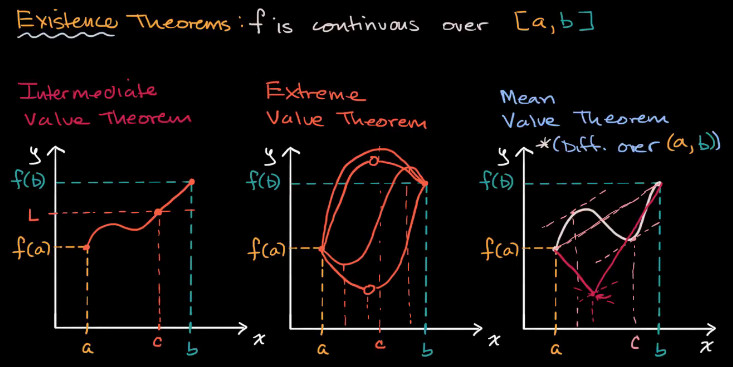 Existence Theorems: f is continuous over [a,b]
Intermediate
Value Theorem
y
f(b)
L
f(a)
a
c
b
x
Extreme
Value Theorem
y
f(b)
f(a)
a
c
b
x
Mean
Value Theorem
*(Diff. over (a,b))
y
f(b)
f(a)
a
c
b
x